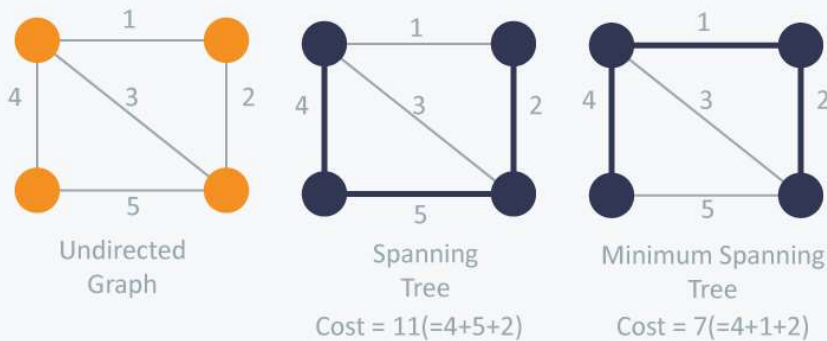 1
4
3
2
5
Undirected
Graph
1
4
3
2
5
Spanning
Tree
Cost = 11(=4+5+2)
1
4
3
2
5
Minimum Spanning
Tree
Cost = 7(=4+1+2)